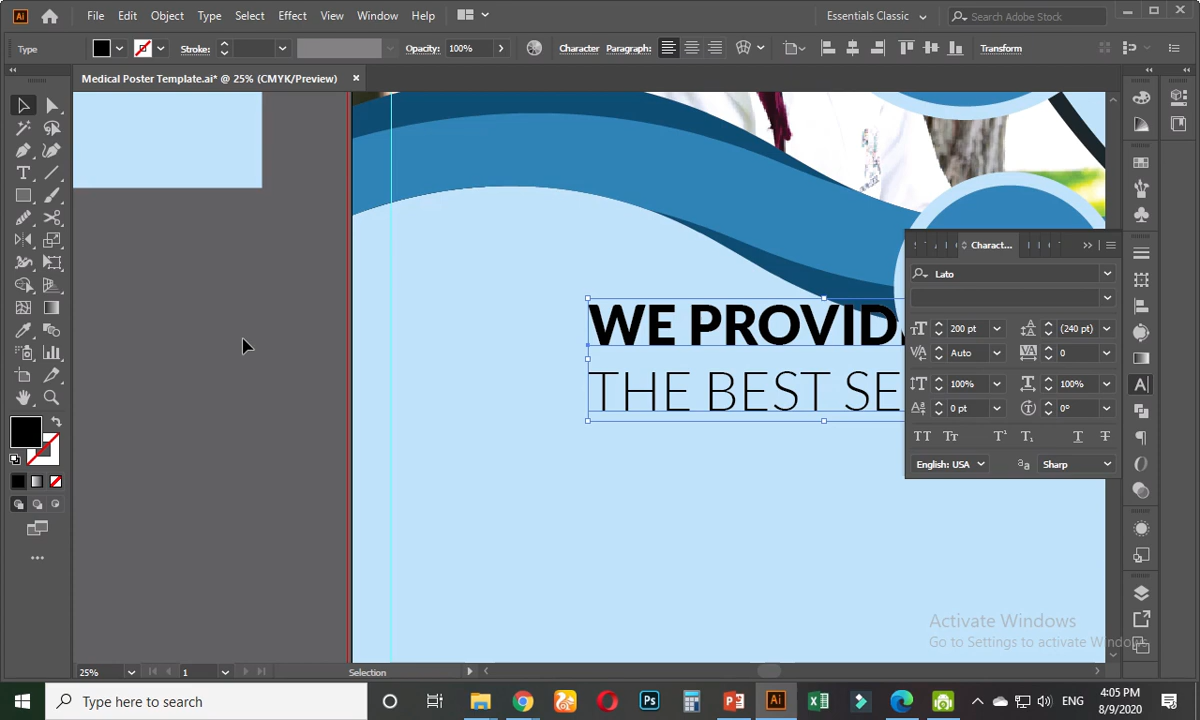 File Edit Object Type Select Effect View Window Help
Essentials Classic
Search Adobe Stock
Type
Stroke:
Opacity: 100%
Character
Paragraph:
Transform
Medical Poster Template.ai* @ 25% (CMYK/Preview)
Charact...
Lato
200 pt
(240 pt)
Auto
0
100%
100%
0 pt
0°
English: USA
Sharp
WE PROVID
THE BEST SE
Activate Windows
Go to Settings to activate Windows.
25%
1
Selection
Type here to search
ENG
4:05 PM
8/9/2020